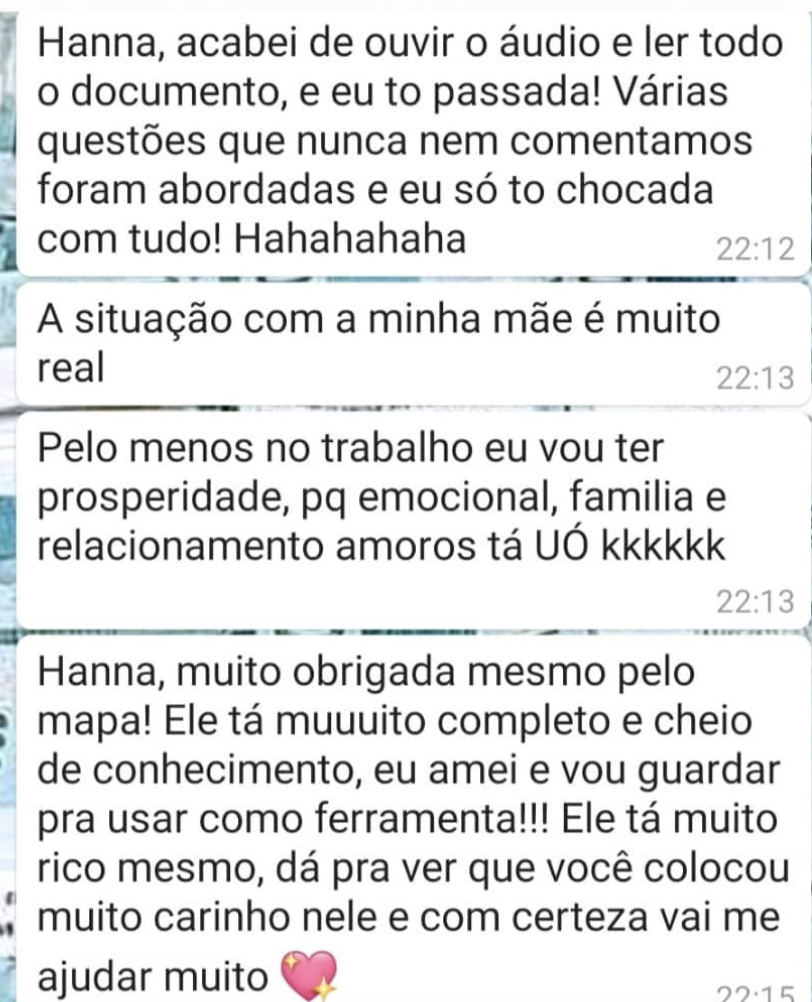 Hanna, acabei de ouvir o áudio e ler todo
o documento, e eu to passada! Várias
questões que nunca nem comentamos
foram abordadas e eu só to chocada
com tudo! Hahahahaha
22:12
A situação com a minha mãe é muito
real
22:13
Pelo menos no trabalho eu vou ter
prosperidade, pq emocional, familia e
relacionamento amoros tá UÓ kkkkkk
22:13
Hanna, muito obrigada mesmo pelo
mapa! Ele tá muuuito completo e cheio
de conhecimento, eu amei e vou guardar
pra usar como ferramenta!!! Ele tá muito
rico mesmo, dá pra ver que você colocou
muito carinho nele e com certeza vai me
ajudar muito 💖
22:15